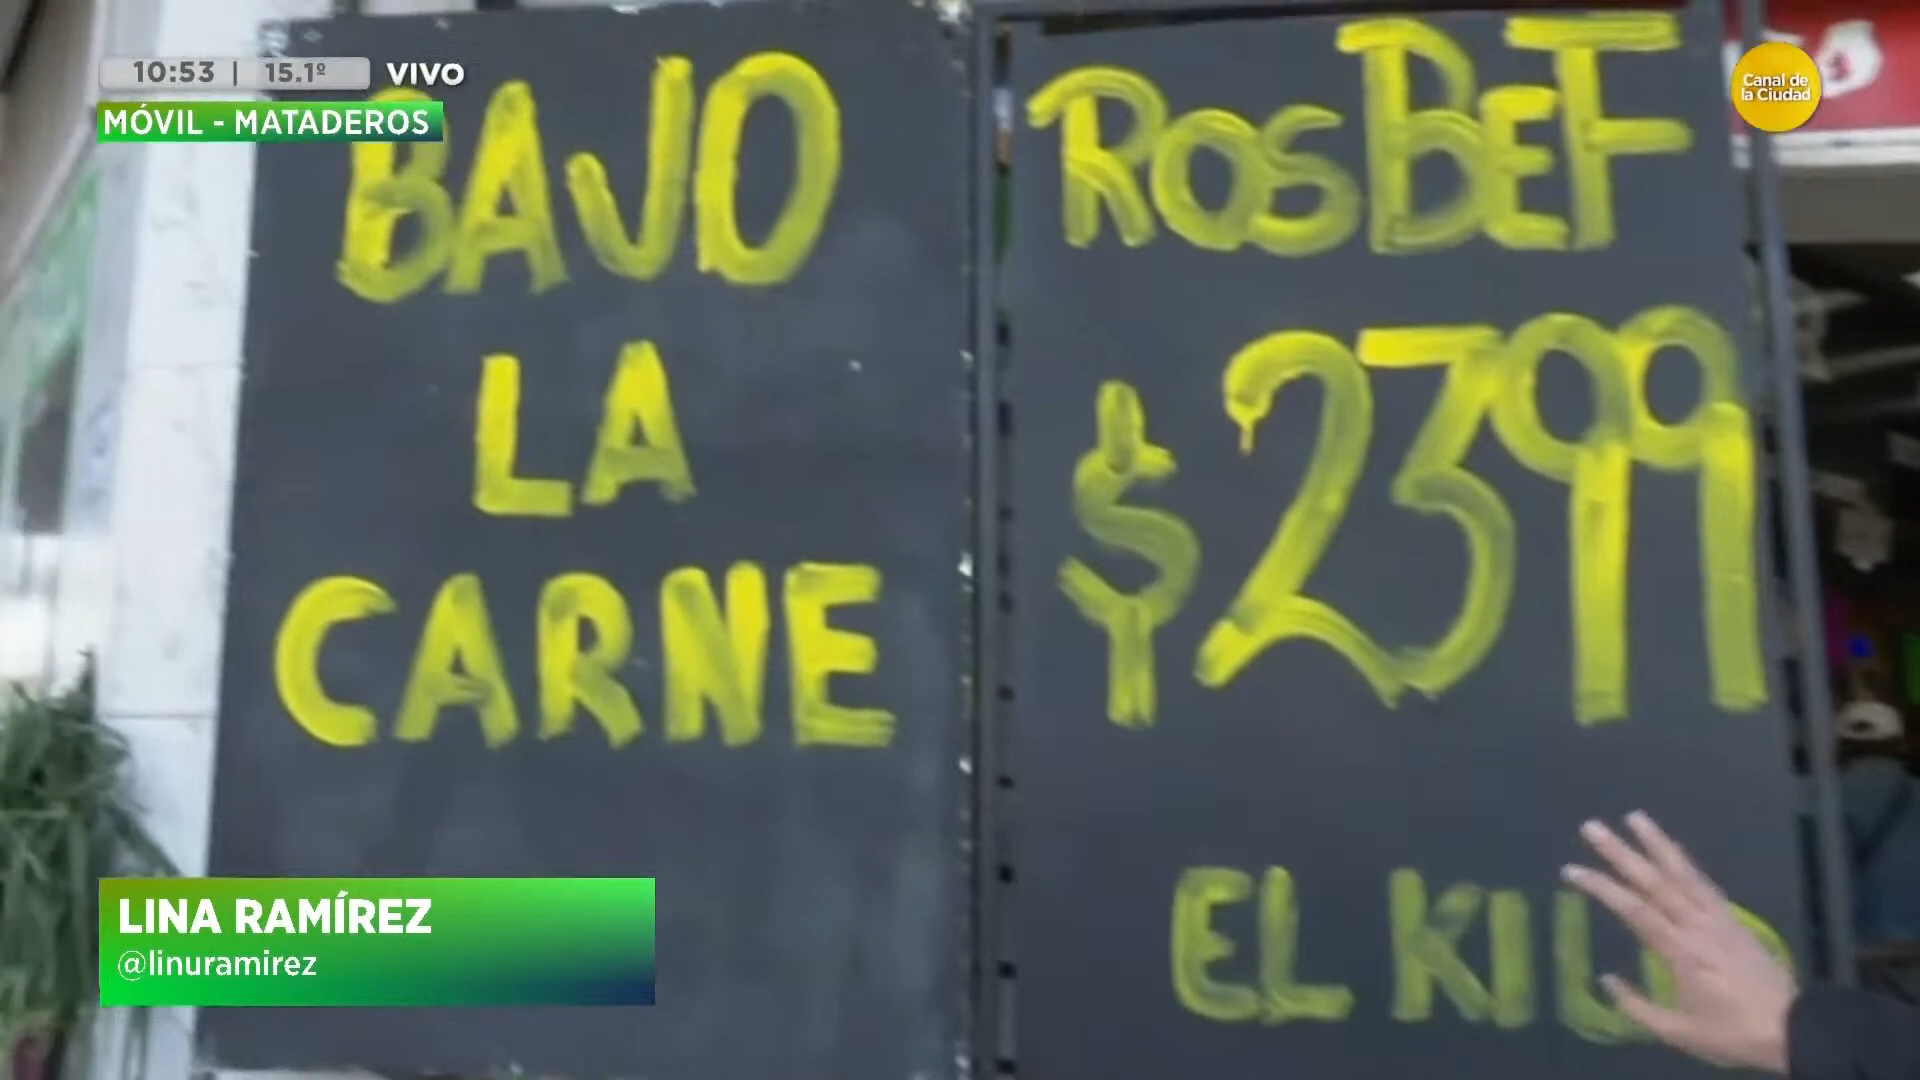 10:53 | 15.1º VIVO
MÓVIL - MATADEROS
Canal de
la Ciudad
BAJO
LA
CARNE
ROSBEF
$2399
EL KILO
LINA RAMÍREZ
@linuramirez